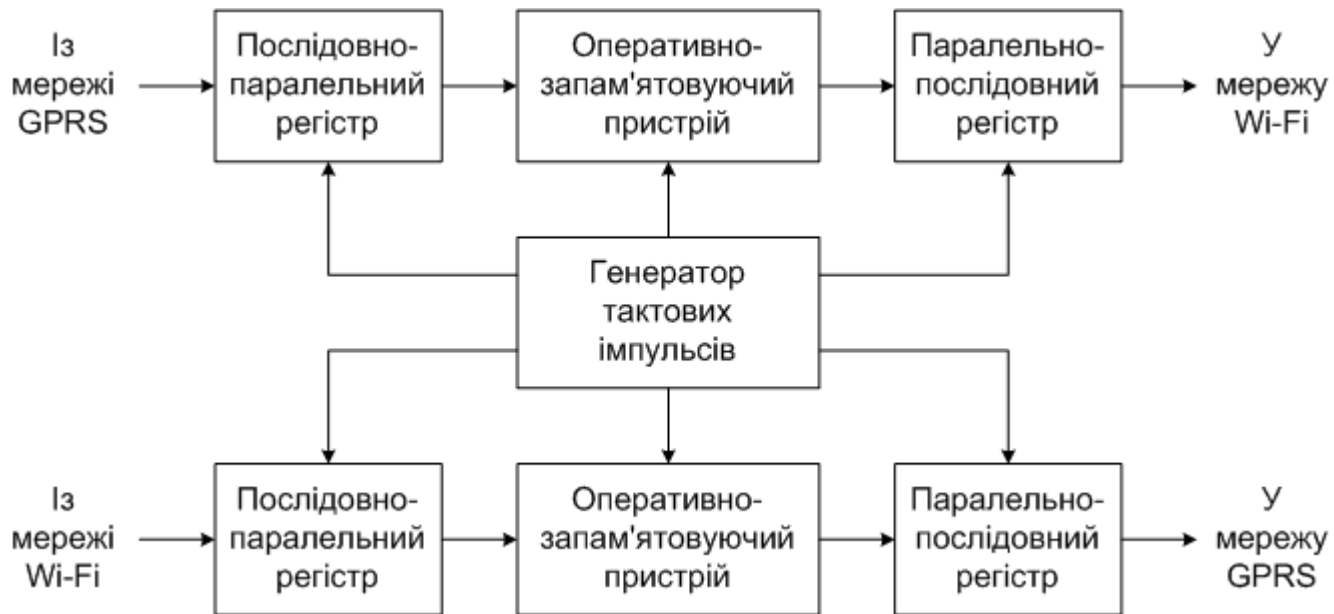 Із
мережі
GPRS
Послідовно-
паралельний
регістр
Оперативно-
запам'ятовуючий
пристрій
Паралельно-
послідовний
регістр
У
мережу
Wi-Fi
Генератор
тактових
імпульсів
Із
мережі
Wi-Fi
Послідовно-
паралельний
регістр
Оперативно-
запам'ятовуючий
пристрій
Паралельно-
послідовний
регістр
У
мережу
GPRS